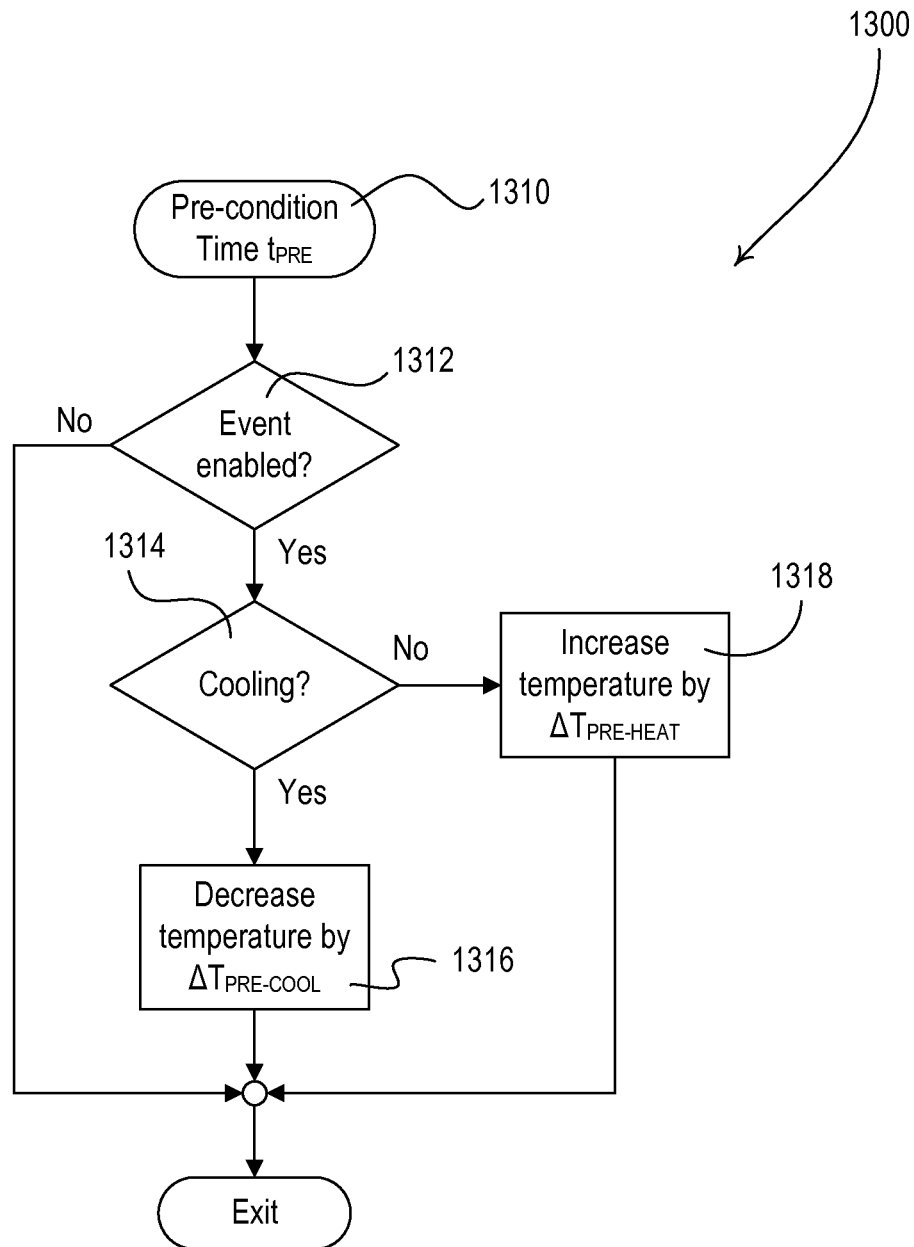 1300
Pre-condition
Time tPRE
1310
1312
No
Event
enabled?
1314
Yes
Cooling?
No
Increase
temperature by
ΔTPRE-HEAT
1318
Yes
Decrease
temperature by
ΔTPRE-COOL
1316
Exit